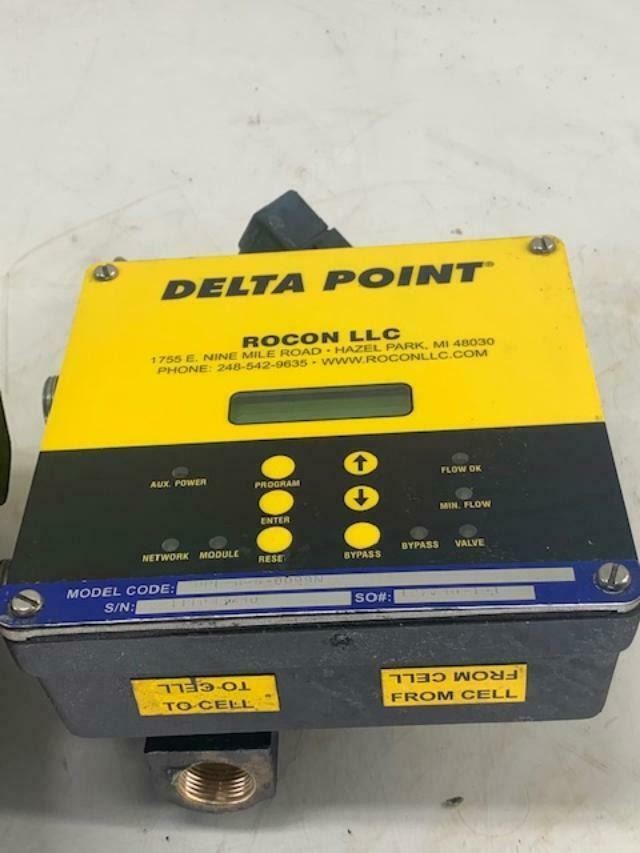 DELTA POINT®
ROCON LLC
1755 E. NINE MILE ROAD • HAZEL PARK, MI 48030
PHONE: 248-542-9635 • WWW.ROCONLLC.COM
AUX. POWER
PROGRAM
FLOW OK
ENTER
MIN. FLOW
NETWORK MODULE RESET BYPASS BYPASS VALVE
MODEL CODE:
S/N: SO#:
TO CELL FROM CELL
TO CELL FROM CELL